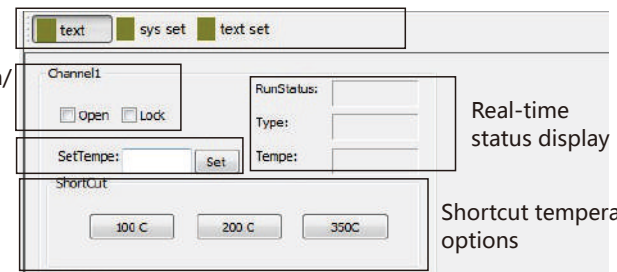 text sys set text set
Channel1
Open Lock
RunStatus:
Type:
Tempe:
SetTempe: Set
ShortCut
100 C 200 C 350C
Real-time
status display
Shortcut
options